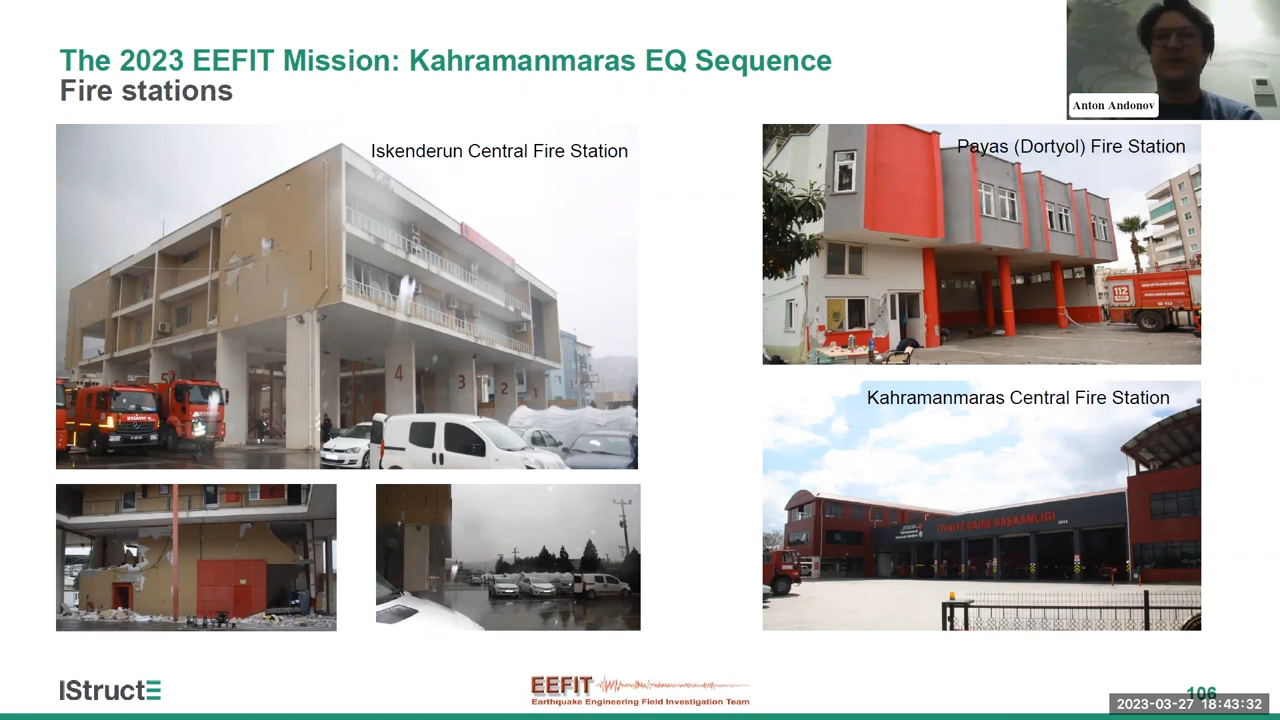 The 2023 EEFIT Mission: Kahramanmaras EQ Sequence
Fire stations
Anton Andonov
Iskenderun Central Fire Station
4
3
2
1
Payas (Dortyol) Fire Station
112
Kahramanmaras Central Fire Station
İTFAİYE DAİRE BAŞKANLIĞI
IStructE
EEFIT
Earthquake Engineering Field Investigation Team
106
2023-03-27 18:43:32